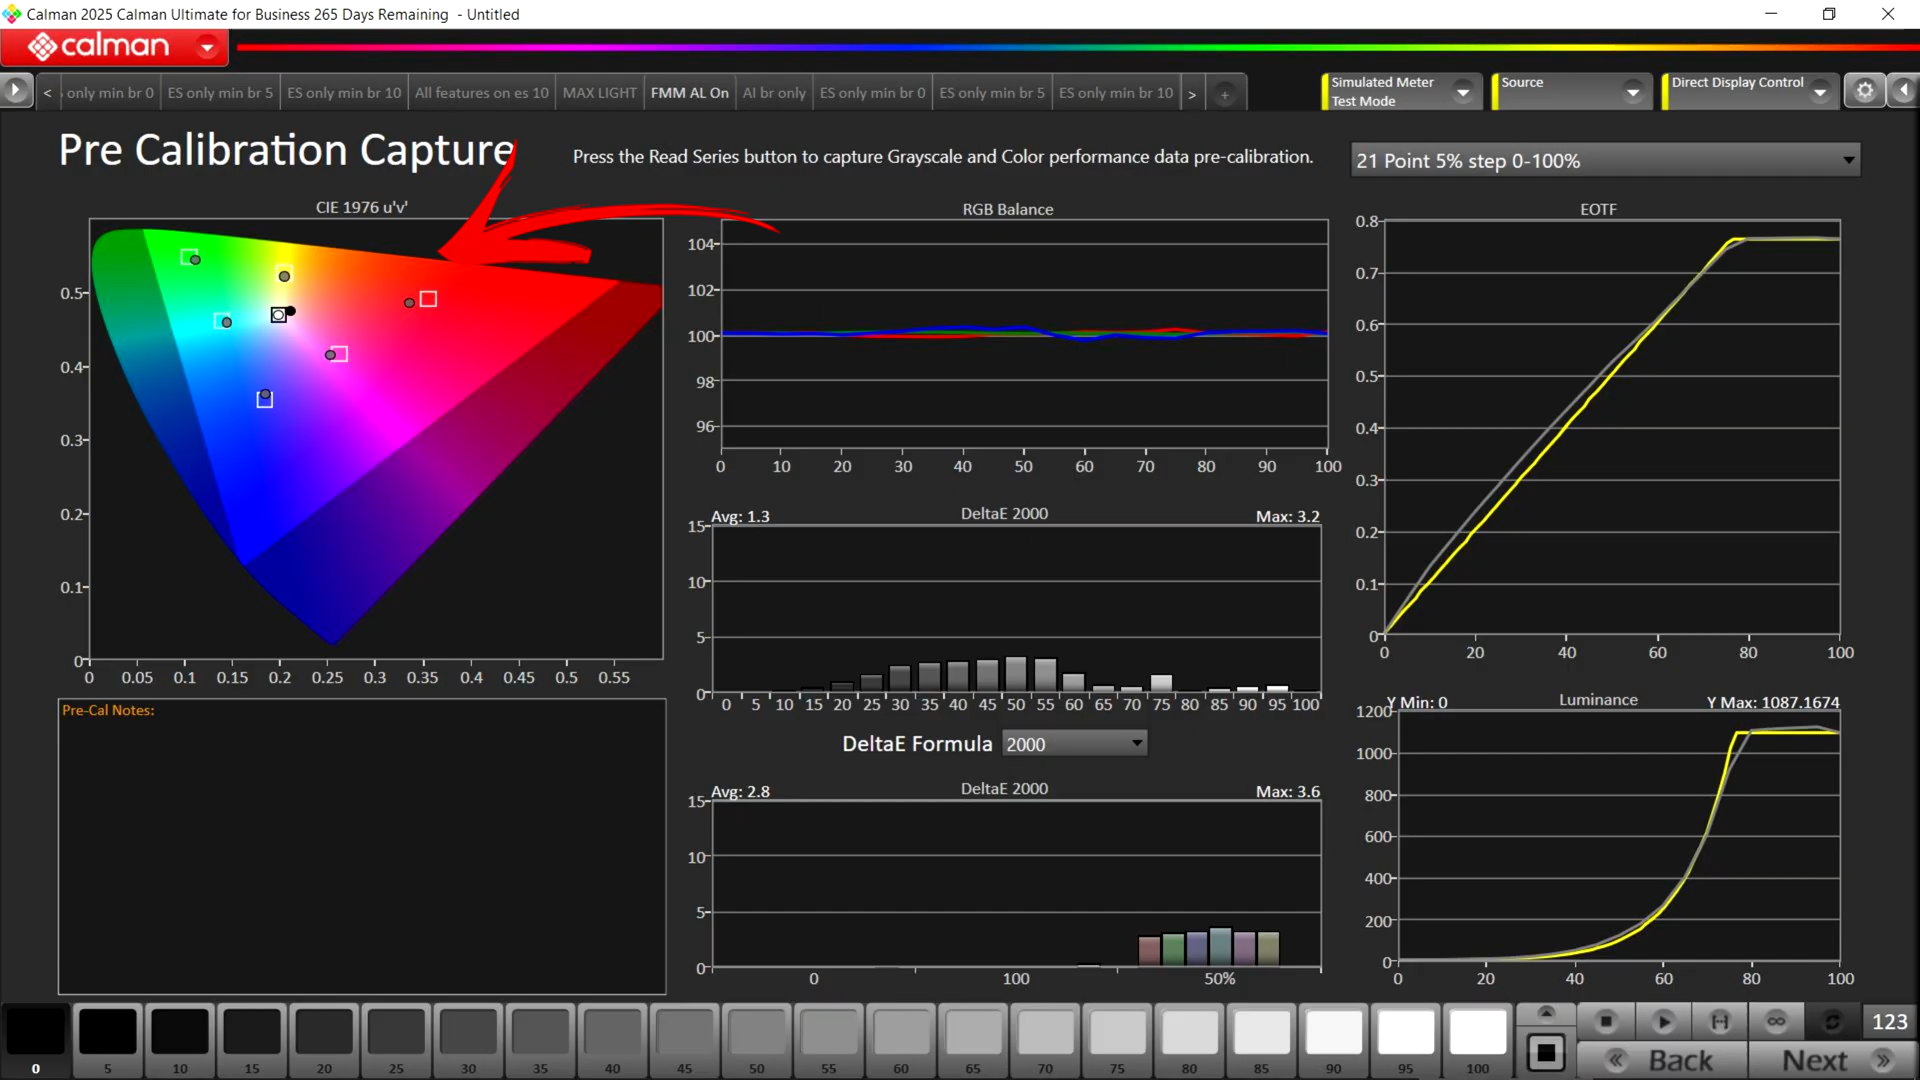 Calman 2025 Calman Ultimate for Business 265 Days Remaining - Untitled
calman
< only min br 0 ES only min br 5 ES only min br 10 All features on es 10 MAX LIGHT FMM AL On AI br only ES only min br 0 ES only min br 5 ES only min br 10 > +
Simulated Meter
Test Mode
Source
Direct Display Control
Pre Calibration Capture
Press the Read Series button to capture Grayscale and Color performance data pre-calibration.
21 Point 5% step 0-100%
CIE 1976 u'v'
0.5
0.4
0.3
0.2
0.1
0
0 0.05 0.1 0.15 0.2 0.25 0.3 0.35 0.4 0.45 0.5 0.55
Pre-Cal Notes:
RGB Balance
104
102
100
98
96
0 10 20 30 40 50 60 70 80 90 100
Avg: 1.3 DeltaE 2000 Max: 3.2
15
10
5
0
0 5 10 15 20 25 30 35 40 45 50 55 60 65 70 75 80 85 90 95 100
DeltaE Formula 2000
Avg: 2.8 DeltaE 2000 Max: 3.6
15
10
5
0
0 100 50%
EOTF
0.8
0.7
0.6
0.5
0.4
0.3
0.2
0.1
0
0 20 40 60 80 100
Y Min: 0 Luminance Y Max: 1087.1674
1200
1000
800
600
400
200
0
0 20 40 60 80 100
0 5 10 15 20 25 30 35 40 45 50 55 60 65 70 75 80 85 90 95 100
123
Back Next